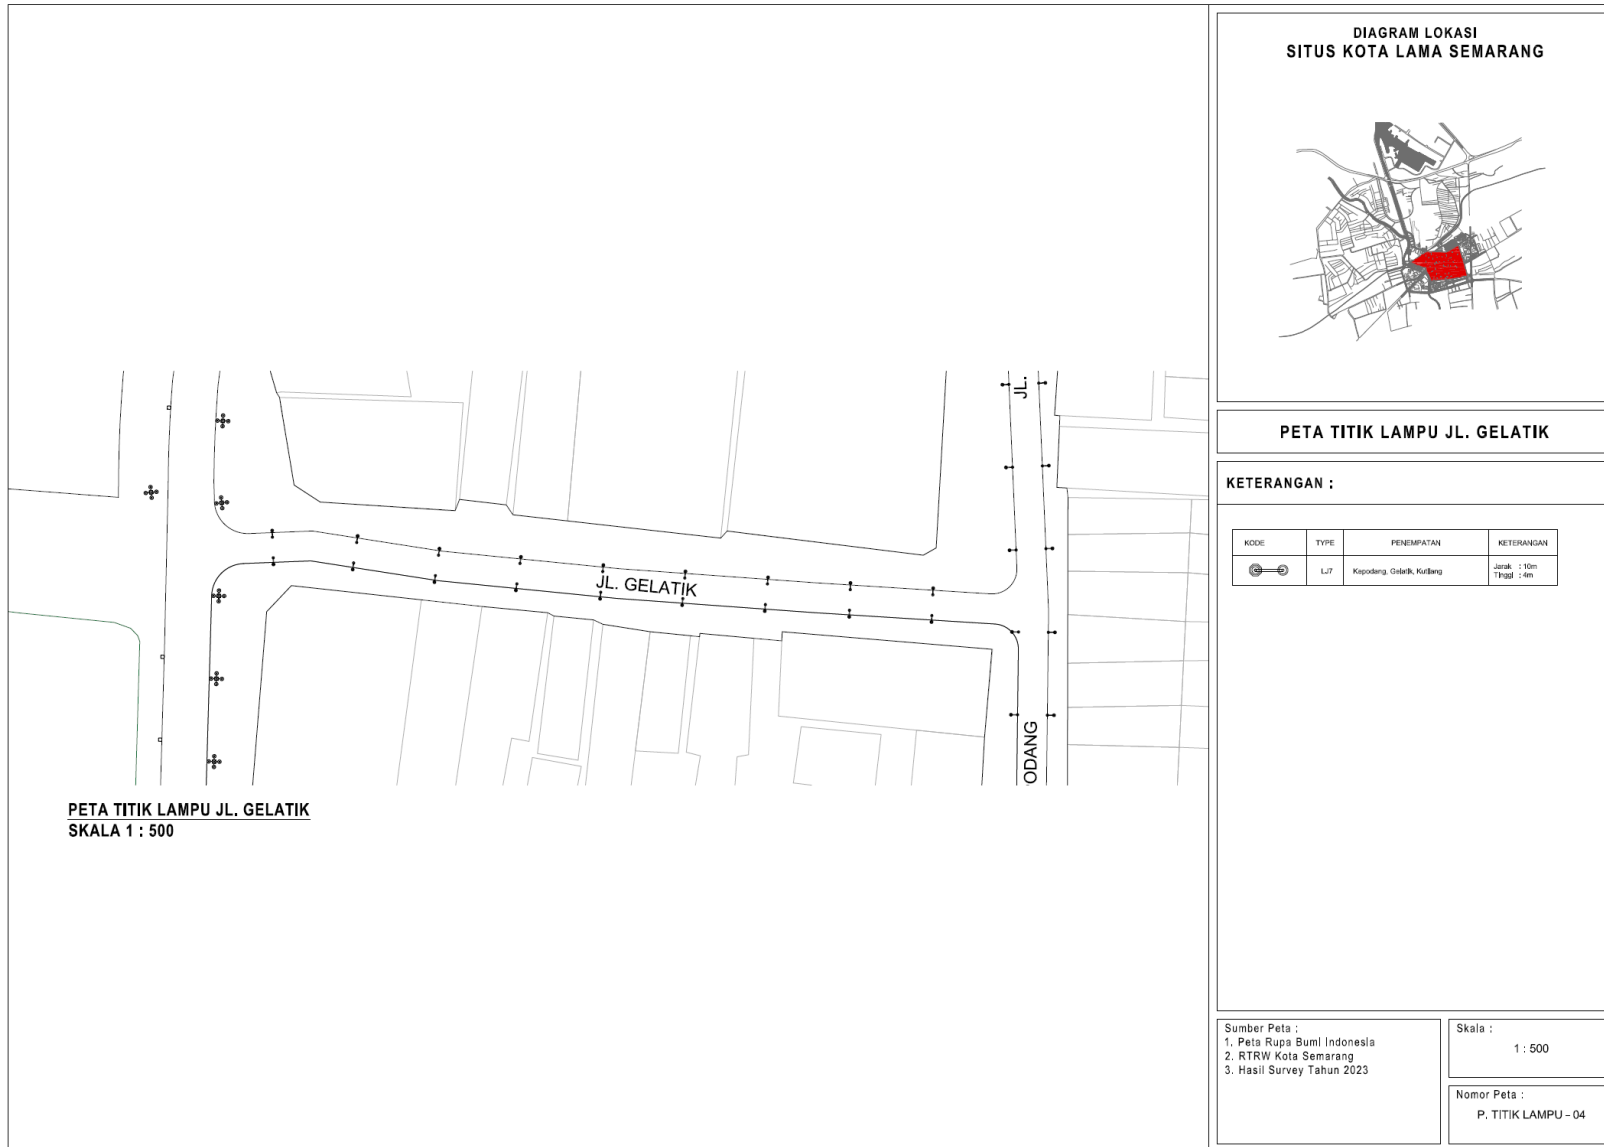 DIAGRAM LOKASI
SITUS KOTA LAMA SEMARANG
JL.
JL. GELATIK
ODANG
PETA TITIK LAMPU JL. GELATIK
SKALA 1 : 500
PETA TITIK LAMPU JL. GELATIK
KETERANGAN :
KODE TYPE PENEMPATAN KETERANGAN
LJ7 Kepodang, Gelatik, Kutilang Jarak : 10m
Tinggi : 4m
Sumber Peta :
1. Peta Rupa Bumi Indonesia
2. RTRW Kota Semarang
3. Hasil Survey Tahun 2023
Skala :
1 : 500
Nomor Peta :
P. TITIK LAMPU - 04